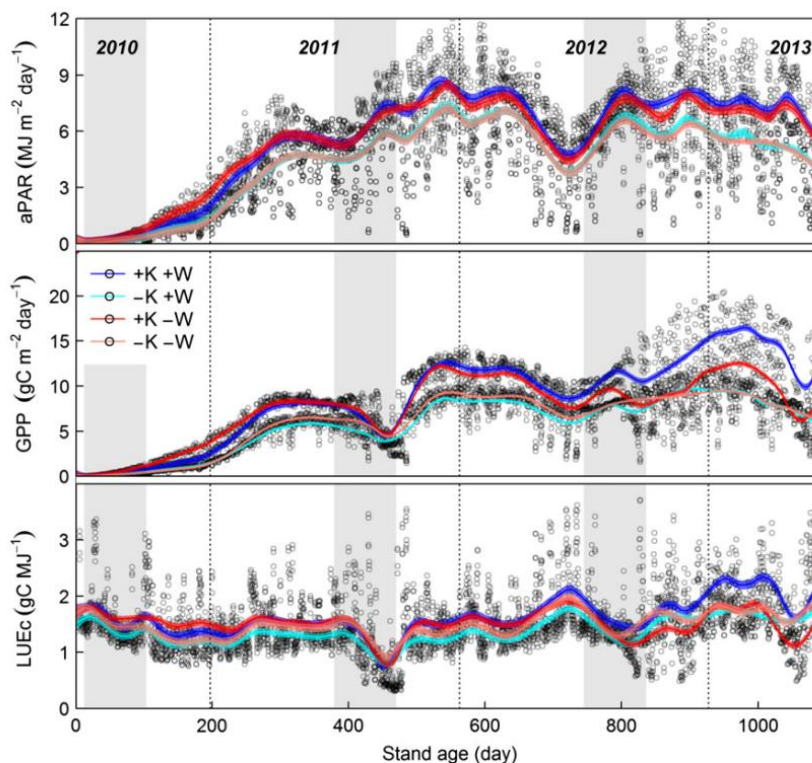 2010 2011 2012 2013
12
9
6
3
0
aPAR (MJ m⁻² day⁻¹)
+K +W
−K +W
+K −W
−K −W
20
15
10
5
0
GPP (gC m⁻² day⁻¹)
3
2
1
0
LUEc (gC MJ⁻¹)
0 200 400 600 800 1000
Stand age (day)